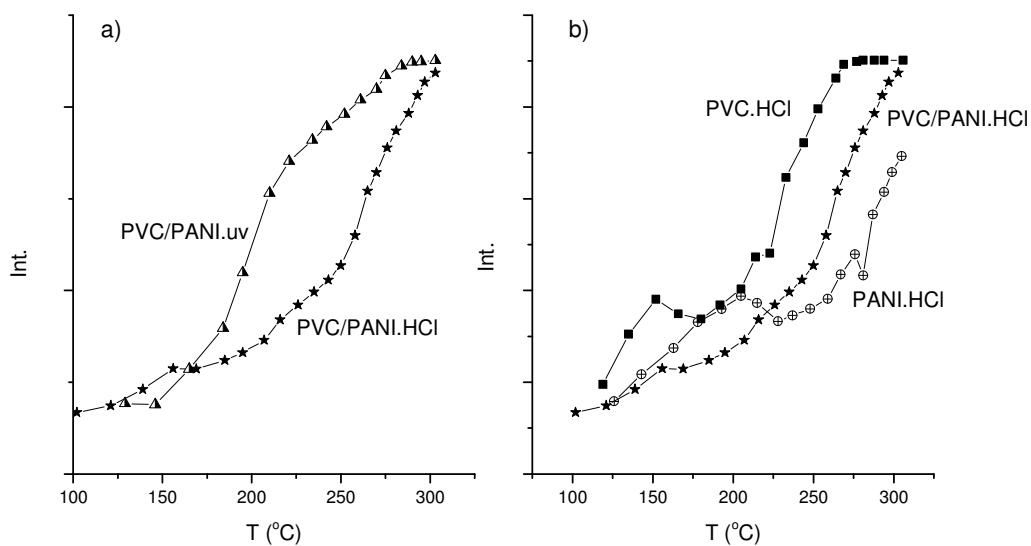 a)
PVC/PANI.uv
PVC/PANI.HCl
Int.
100 150 200 250 300
T (°C)
b)
PVC.HCl
PVC/PANI.HCl
PANI.HCl
Int.
100 150 200 250 300
T (°C)